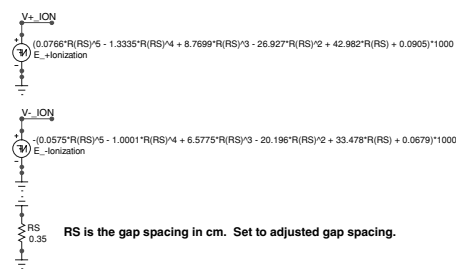 V+_ION
(0.0766*R(RS)^5 - 1.3335*R(RS)^4 + 8.7699*R(RS)^3 - 26.927*R(RS)^2 + 42.982*R(RS) + 0.0905)*1000
E_+Ionization
V-_ION
-(0.0575*R(RS)^5 - 1.0001*R(RS)^4 + 6.5775*R(RS)^3 - 20.196*R(RS)^2 + 33.478*R(RS) + 0.0679)*1000
E_-Ionization
RS
0.35
RS is the gap spacing in cm. Set to adjusted gap spacing.